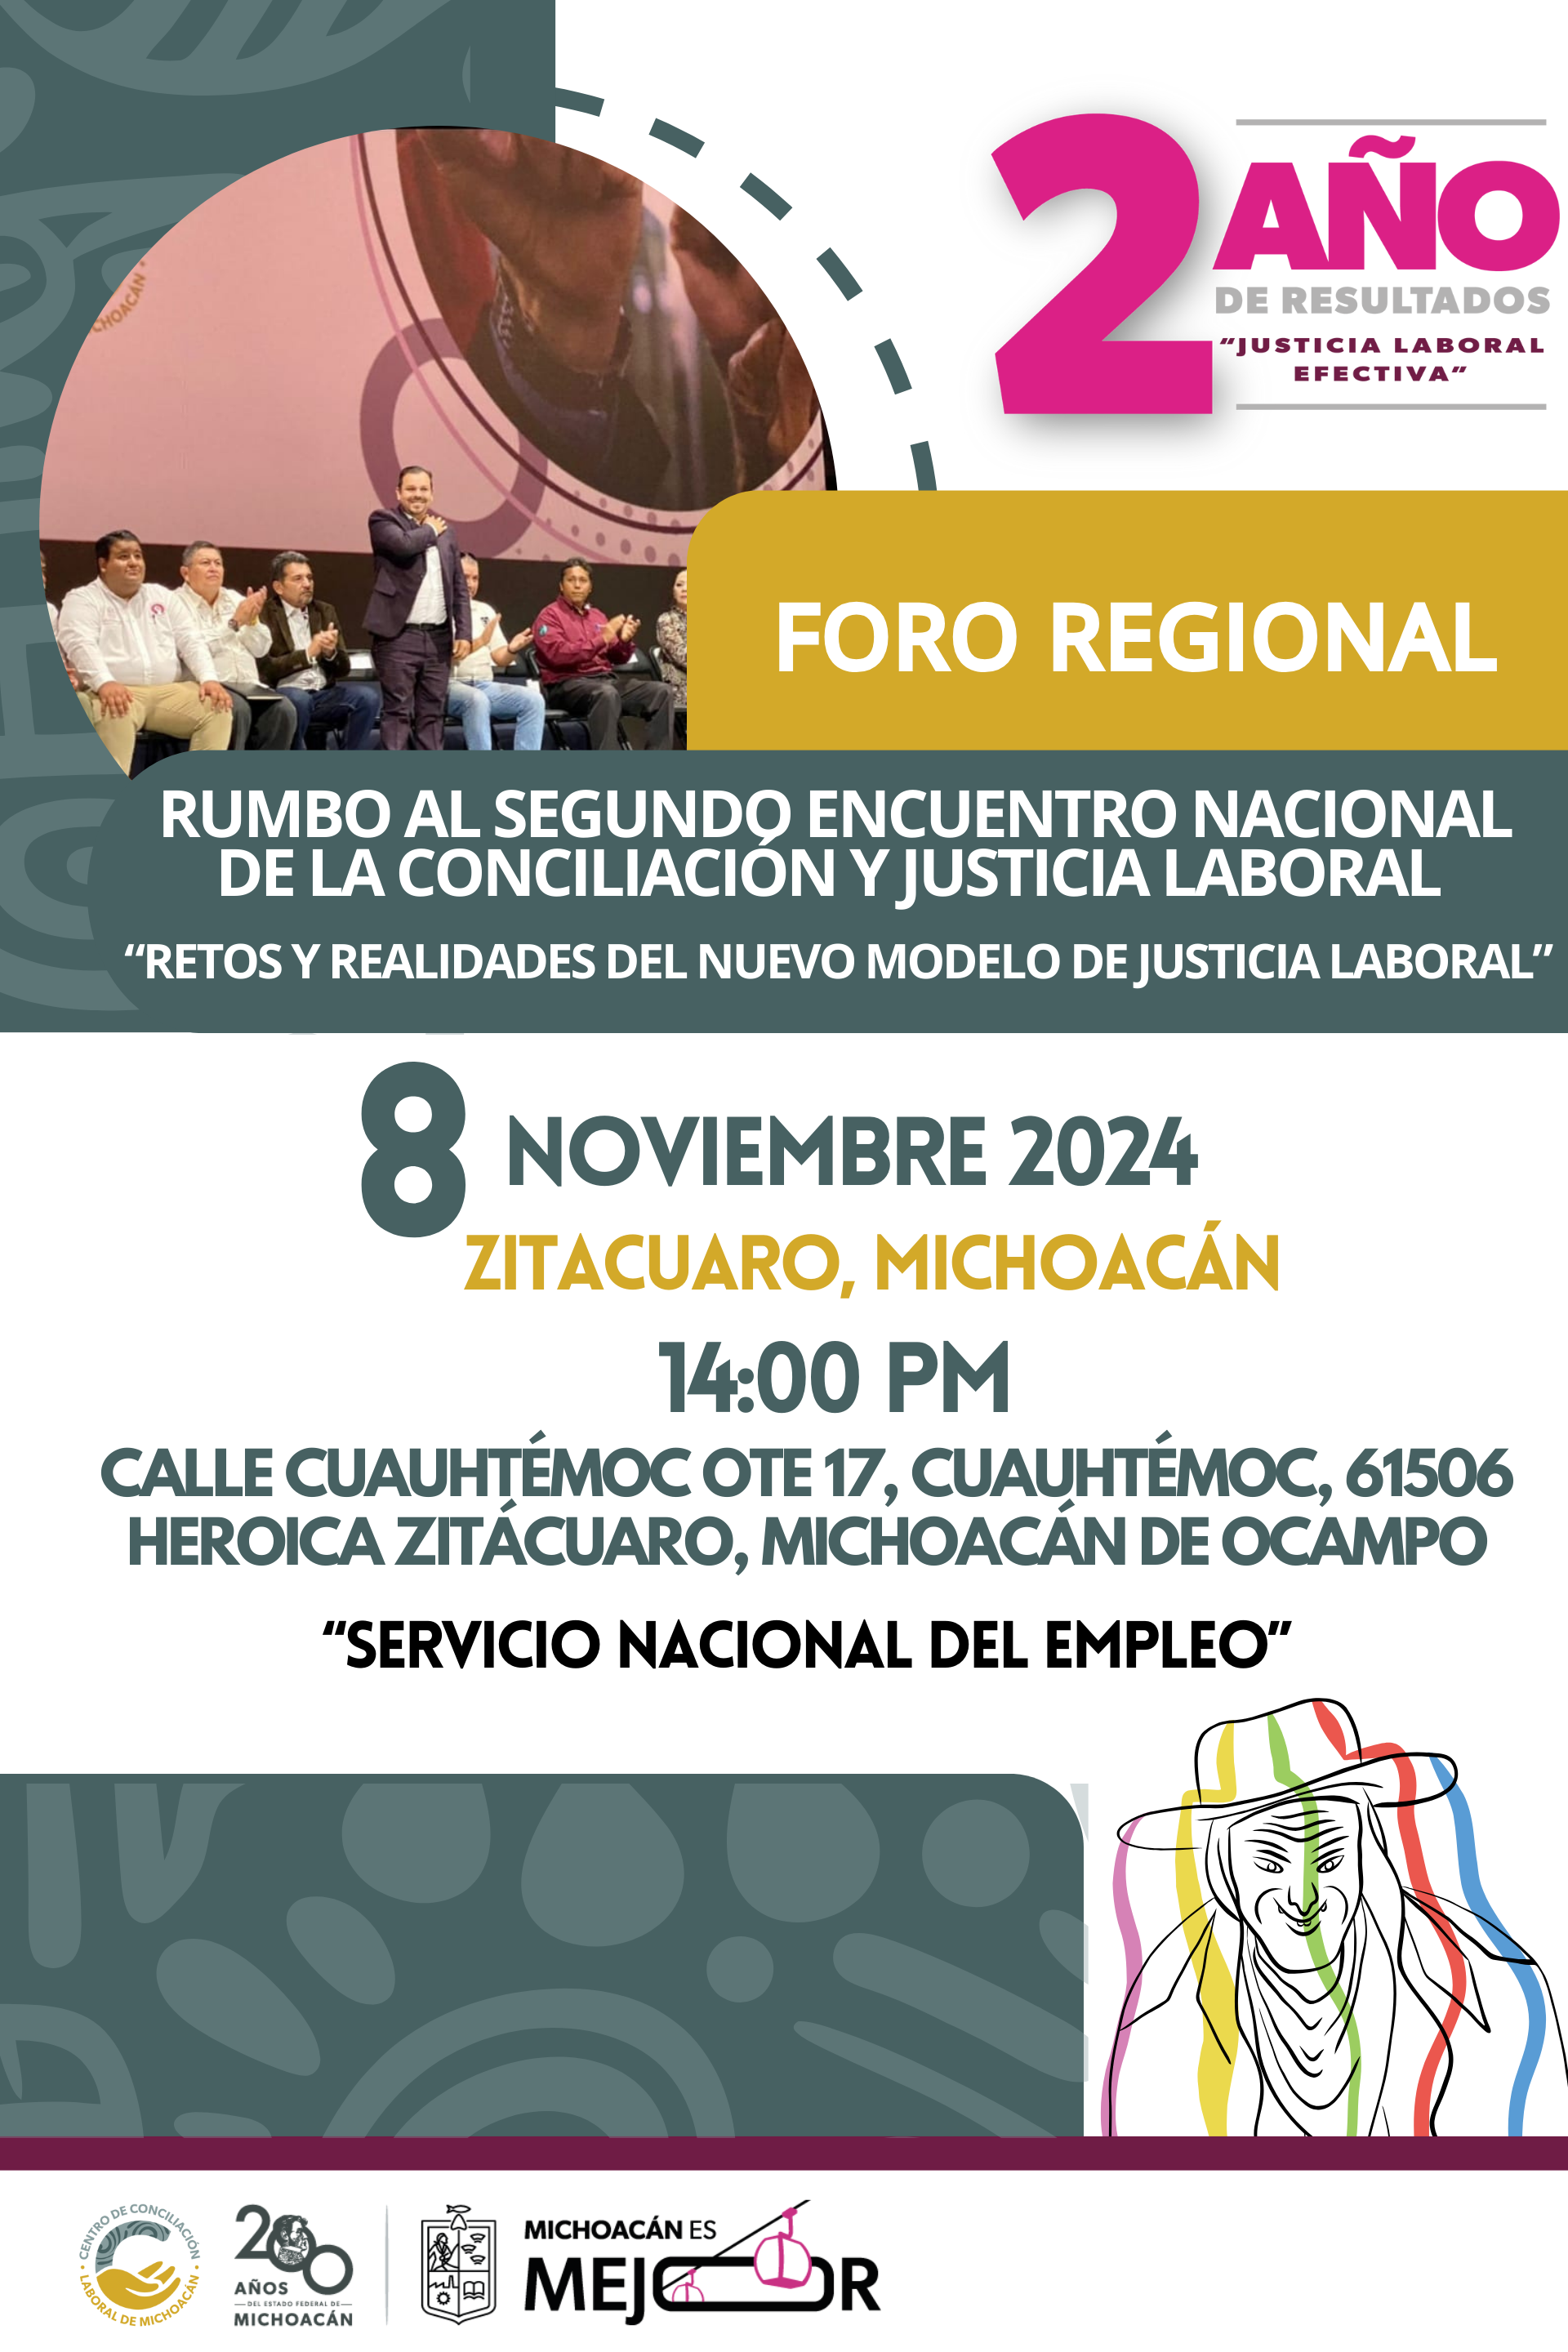 2 AÑO
DE RESULTADOS
“JUSTICIA LABORAL
EFECTIVA”
CHOACÁN •
FORO REGIONAL
RUMBO AL SEGUNDO ENCUENTRO NACIONAL
DE LA CONCILIACIÓN Y JUSTICIA LABORAL
“RETOS Y REALIDADES DEL NUEVO MODELO DE JUSTICIA LABORAL”
8 NOVIEMBRE 2024
ZITACUARO, MICHOACÁN
14:00 PM
CALLE CUAUHTÉMOC OTE 17, CUAUHTÉMOC, 61506
HEROICA ZITÁCUARO, MICHOACÁN DE OCAMPO
“SERVICIO NACIONAL DEL EMPLEO”
CENTRO DE CONCILIACIÓN
• LABORAL DE MICHOACÁN •
200
AÑOS
DEL ESTADO FEDERAL DE
MICHOACÁN
MICHOACÁN ES
MEJOR